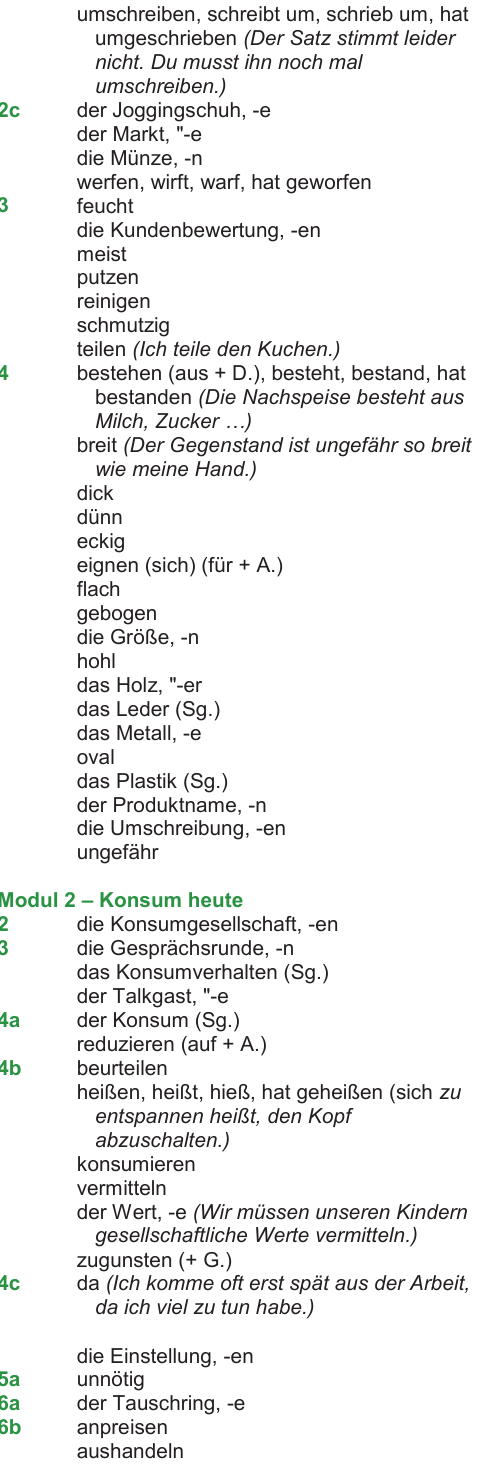 umschreiben, schreibt um, schrieb um, hat
umgeschrieben (Der Satz stimmt leider
nicht. Du musst ihn noch mal
umschreiben.)
2c der Joggingschuh, -e
der Markt, "-e
die Münze, -n
werfen, wirft, warf, hat geworfen
3 feucht
die Kundenbewertung, -en
meist
putzen
reinigen
schmutzig
teilen (Ich teile den Kuchen.)
4 bestehen (aus + D.), besteht, bestand, hat
bestanden (Die Nachspeise besteht aus
Milch, Zucker …)
breit (Der Gegenstand ist ungefähr so breit
wie meine Hand.)
dick
dünn
eckig
eignen (sich) (für + A.)
flach
gebogen
die Größe, -n
hohl
das Holz, "-er
das Leder (Sg.)
das Metall, -e
oval
das Plastik (Sg.)
der Produktname, -n
die Umschreibung, -en
ungefähr
Modul 2 – Konsum heute
2 die Konsumgesellschaft, -en
3 die Gesprächsrunde, -n
das Konsumverhalten (Sg.)
der Talkgast, "-e
4a der Konsum (Sg.)
reduzieren (auf + A.)
4b beurteilen
heißen, heißt, hieß, hat geheißen (sich zu
entspannen heißt, den Kopf
abzuschalten.)
konsumieren
vermitteln
der Wert, -e (Wir müssen unseren Kindern
gesellschaftliche Werte vermitteln.)
zugunsten (+ G.)
4c da (Ich komme oft erst spät aus der Arbeit,
da ich viel zu tun habe.)
die Einstellung, -en
5a unnötig
6a der Tauschring, -e
6b anpreisen
aushandeln